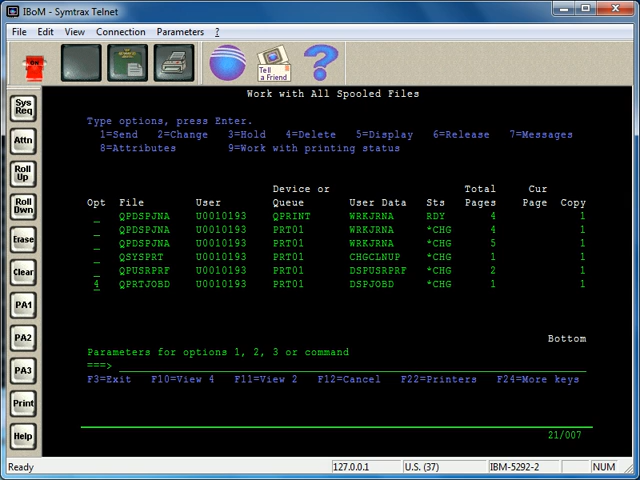 IBoM - Symtrax Telnet
File Edit View Connection Parameters ?
ON
Tell a Friend
Work with All Spooled Files
Type options, press Enter.
1=Send 2=Change 3=Hold 4=Delete 5=Display 6=Release 7=Messages
8=Attributes 9=Work with printing status
Device or Total Cur
Opt File User Queue User Data Sts Pages Page Copy
_ QPDSPJNA U0010193 QPRINT WRKJRNA RDY 4 1
_ QPDSPJNA U0010193 PRT01 WRKJRNA *CHG 4 1
_ QPDSPJNA U0010193 PRT01 WRKJRNA *CHG 5 1
_ QSYSPRT U0010193 PRT01 CHGCLNUP *CHG 1 1
_ QPUSRPRF U0010193 PRT01 DSPUSRPRF *CHG 2 1
4 QPRTJOBD U0010193 PRT01 DSPJOBD *CHG 1 1
Bottom
Parameters for options 1, 2, 3 or command
===>
F3=Exit F10=View 4 F11=View 2 F12=Cancel F22=Printers F24=More keys
21/007
Sys Req
Attn
Roll Up
Roll Dwn
Erase
Clear
PA1
PA2
PA3
Print
Help
Ready 127.0.0.1 U.S. (37) IBM-5292-2 NUM